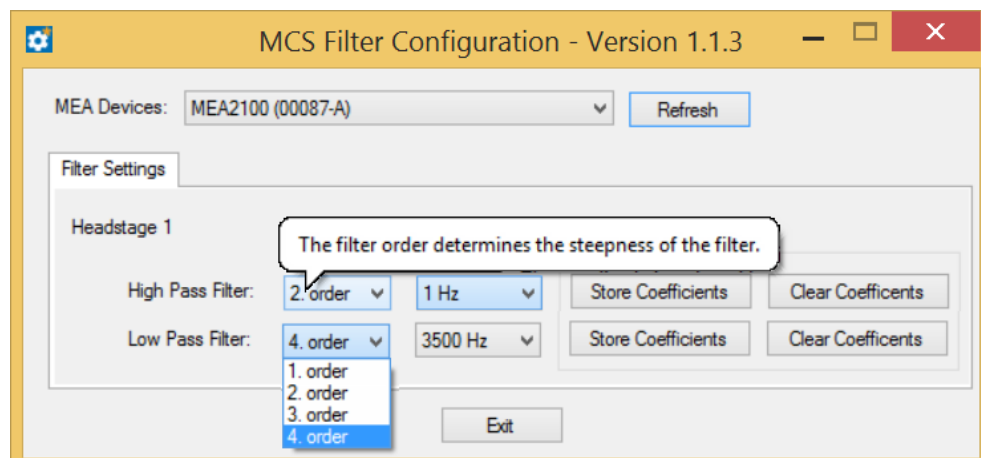 MCS Filter Configuration - Version 1.1.3
MEA Devices: MEA2100 (00087-A) Refresh
Filter Settings
Headstage 1
The filter order determines the steepness of the filter.
High Pass Filter: 2. order 1 Hz Store Coefficients Clear Coefficents
Low Pass Filter: 4. order 3500 Hz Store Coefficients Clear Coefficents
1. order
2. order
3. order
4. order
Exit